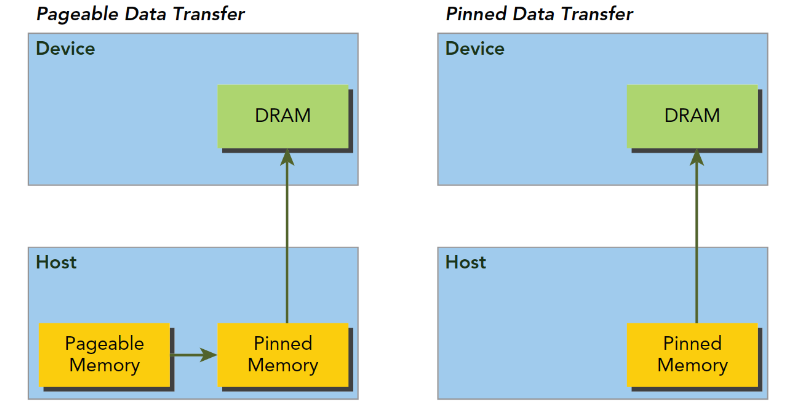 Pageable Data Transfer
Device
DRAM
Host
Pageable
Memory
Pinned
Memory
Pinned Data Transfer
Device
DRAM
Host
Pinned
Memory